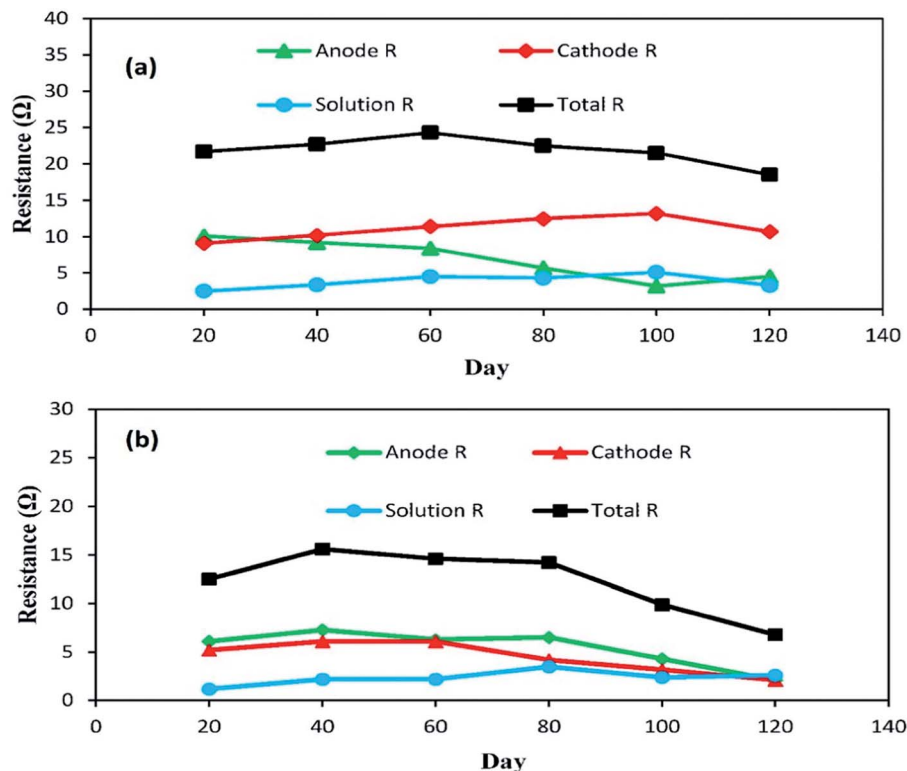 40
35
(a)
Anode R
Cathode R
30
Solution R
Total R
25
20
15
10
5
0
Resistance (Ω)
0 20 40 60 80 100 120 140
Day
30
(b)
25
Anode R
Cathode R
20
Solution R
Total R
15
10
5
0
Resistance (Ω)
0 20 40 60 80 100 120 140
Day